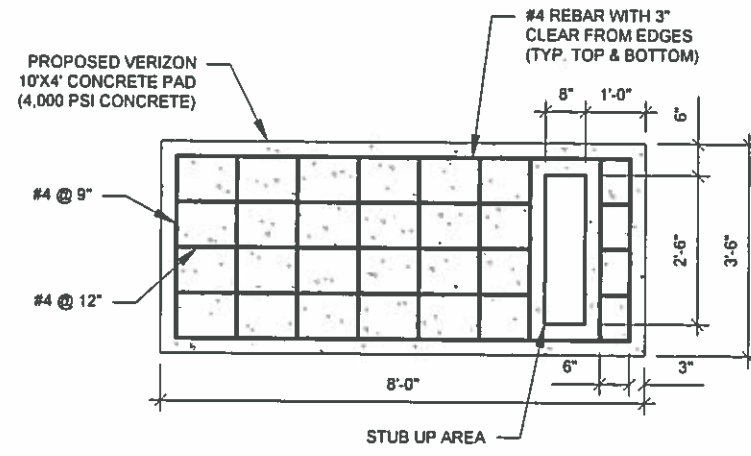 #4 REBAR WITH 3"
CLEAR FROM EDGES
(TYP. TOP & BOTTOM)
PROPOSED VERIZON
10'X4' CONCRETE PAD
(4,000 PSI CONCRETE)
8"
1'-0"
6"
#4 @ 9"
2'-6"
3'-6"
#4 @ 12"
6"
3"
8'-0"
STUB UP AREA